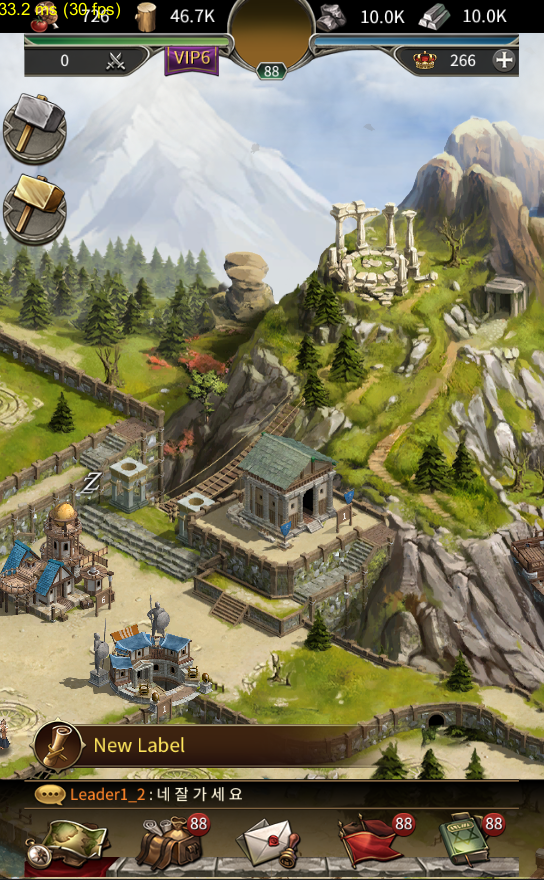 33.2 ms (30 fps)
726 46.7K 10.0K 10.0K
0 VIP6 266
88
New Label
Leader1_2 : 네 잘 가 세 요
88 88 88